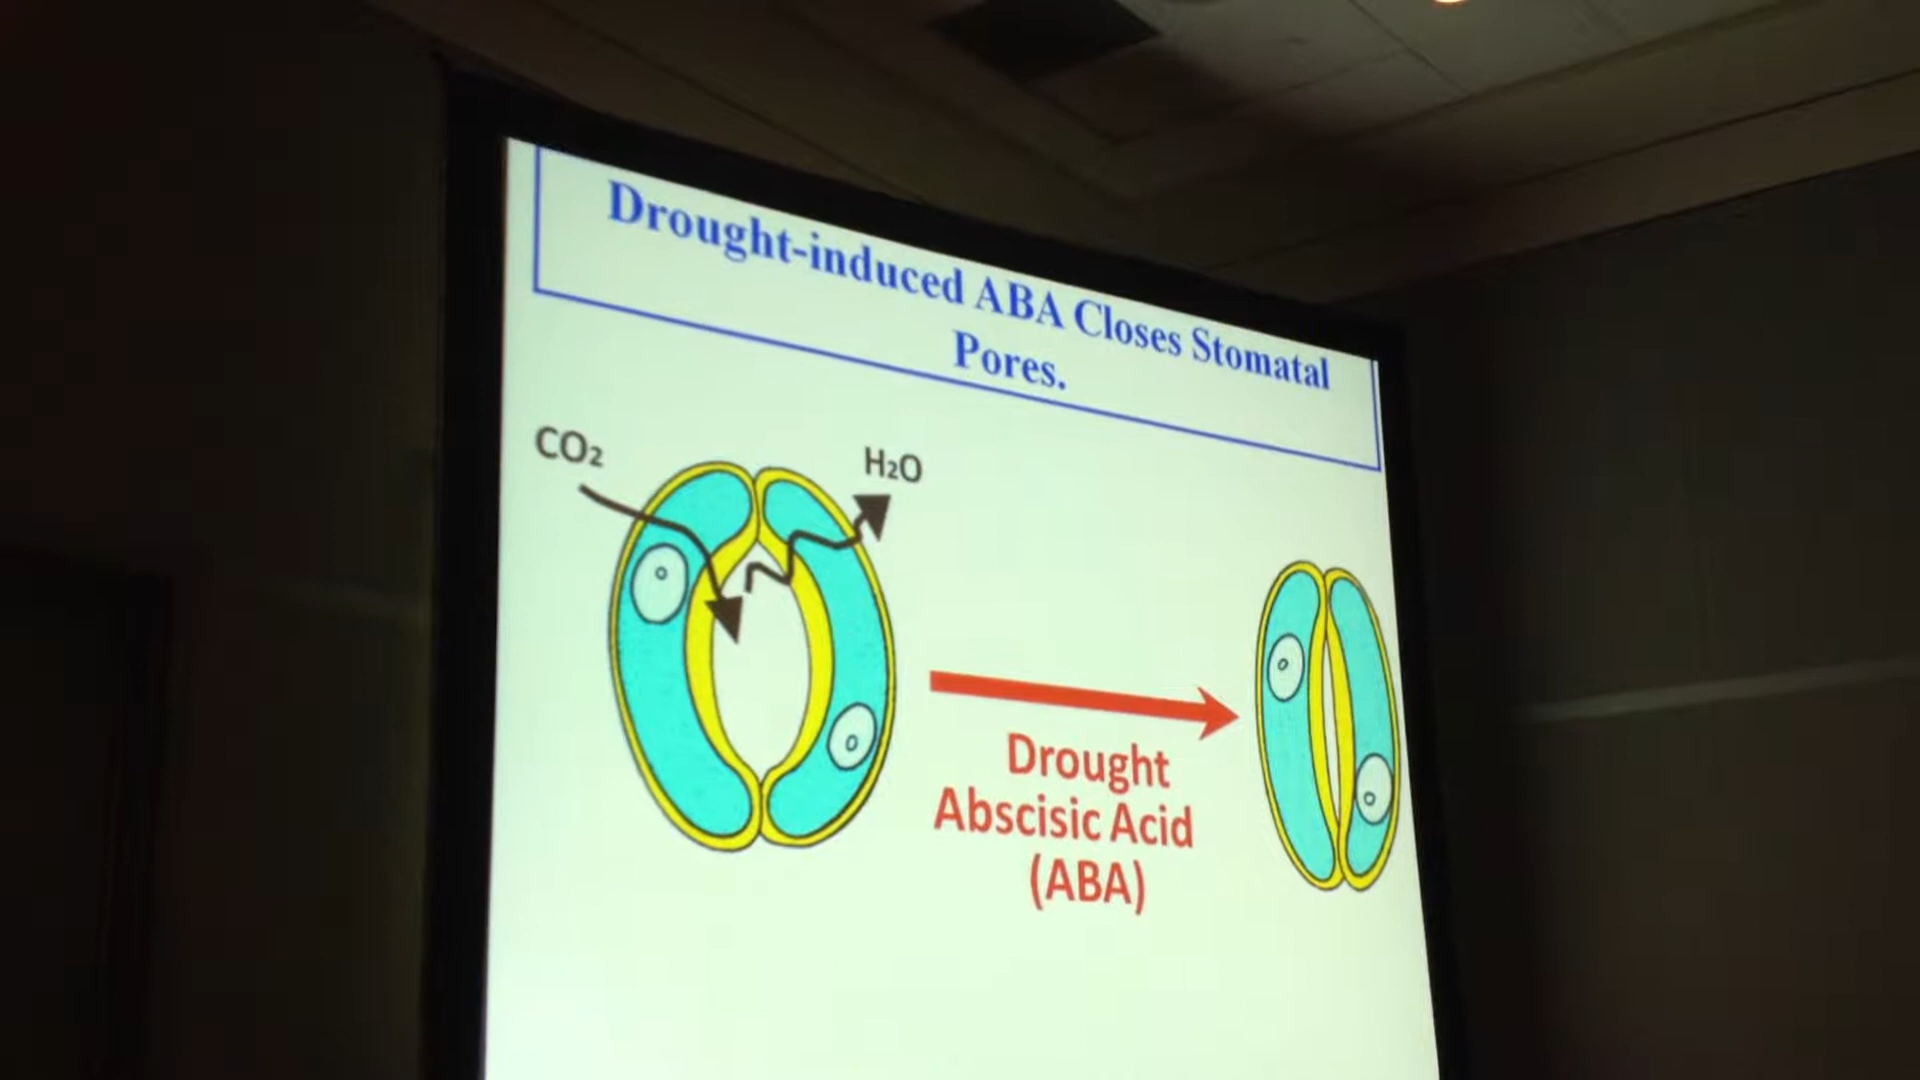 Drought-induced ABA Closes Stomatal
Pores.
CO₂
H₂O
Drought
Abscisic Acid
(ABA)